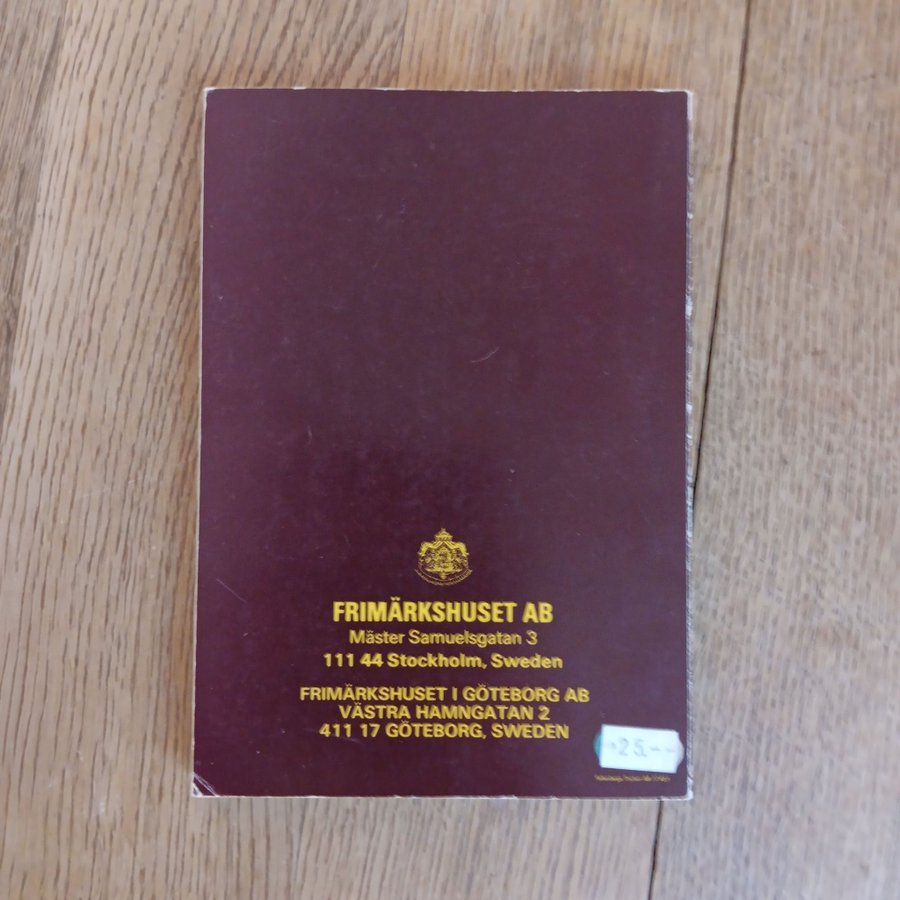 FRIMÄRKSHUSET AB
Mäster Samuelsgatan 3
111 44 Stockholm, Sweden
FRIMÄRKSHUSET I GÖTEBORG AB
VÄSTRA HAMNGATAN 2
411 17 GÖTEBORG, SWEDEN
25.--